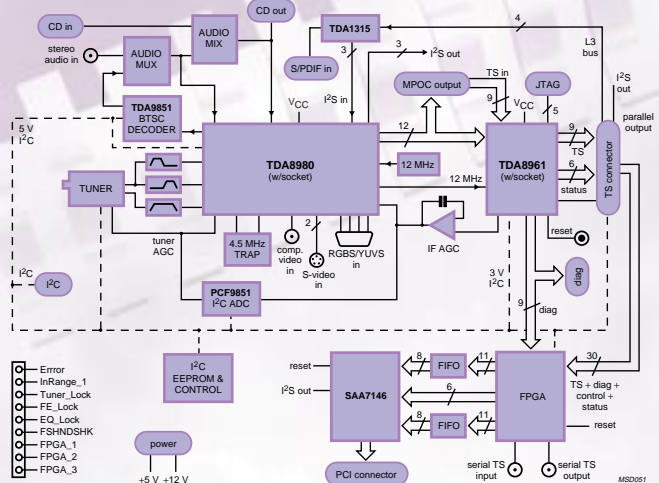 CD in
CD out
stereo
audio in
AUDIO
MUX
AUDIO
MIX
TDA1315
S/PDIF in
3
I²S in
3
I²S out
4
L3
bus
I²S
out
MPOC output
TS in
9
JTAG
5
TDA9851
BTSC
DECODER
5 V
I²C
VCC
TDA8980
(w/socket)
12
12 MHz
12 MHz
VCC
TDA8961
(w/socket)
9
TS
6
status
TS connector
parallel
output
TUNER
tuner
AGC
4.5 MHz
TRAP
comp.
video
in
2
S-video
in
RGBS/YUVS
in
IF AGC
reset
diag
3 V
I²C
9
diag
I²C
I²C
PCF9851
I²C ADC
I²C
EEPROM &
CONTROL
reset
I²S out
SAA7146
8
FIFO
11
6
8
FIFO
11
FPGA
30
TS + diag +
control +
status
reset
Errror
InRange_1
Tuner_Lock
FE_Lock
EQ_Lock
FSHNDSHK
FPGA_1
FPGA_2
FPGA_3
power
+5 V +12 V
PCI connector
serial TS
input
serial TS
output
MSD051